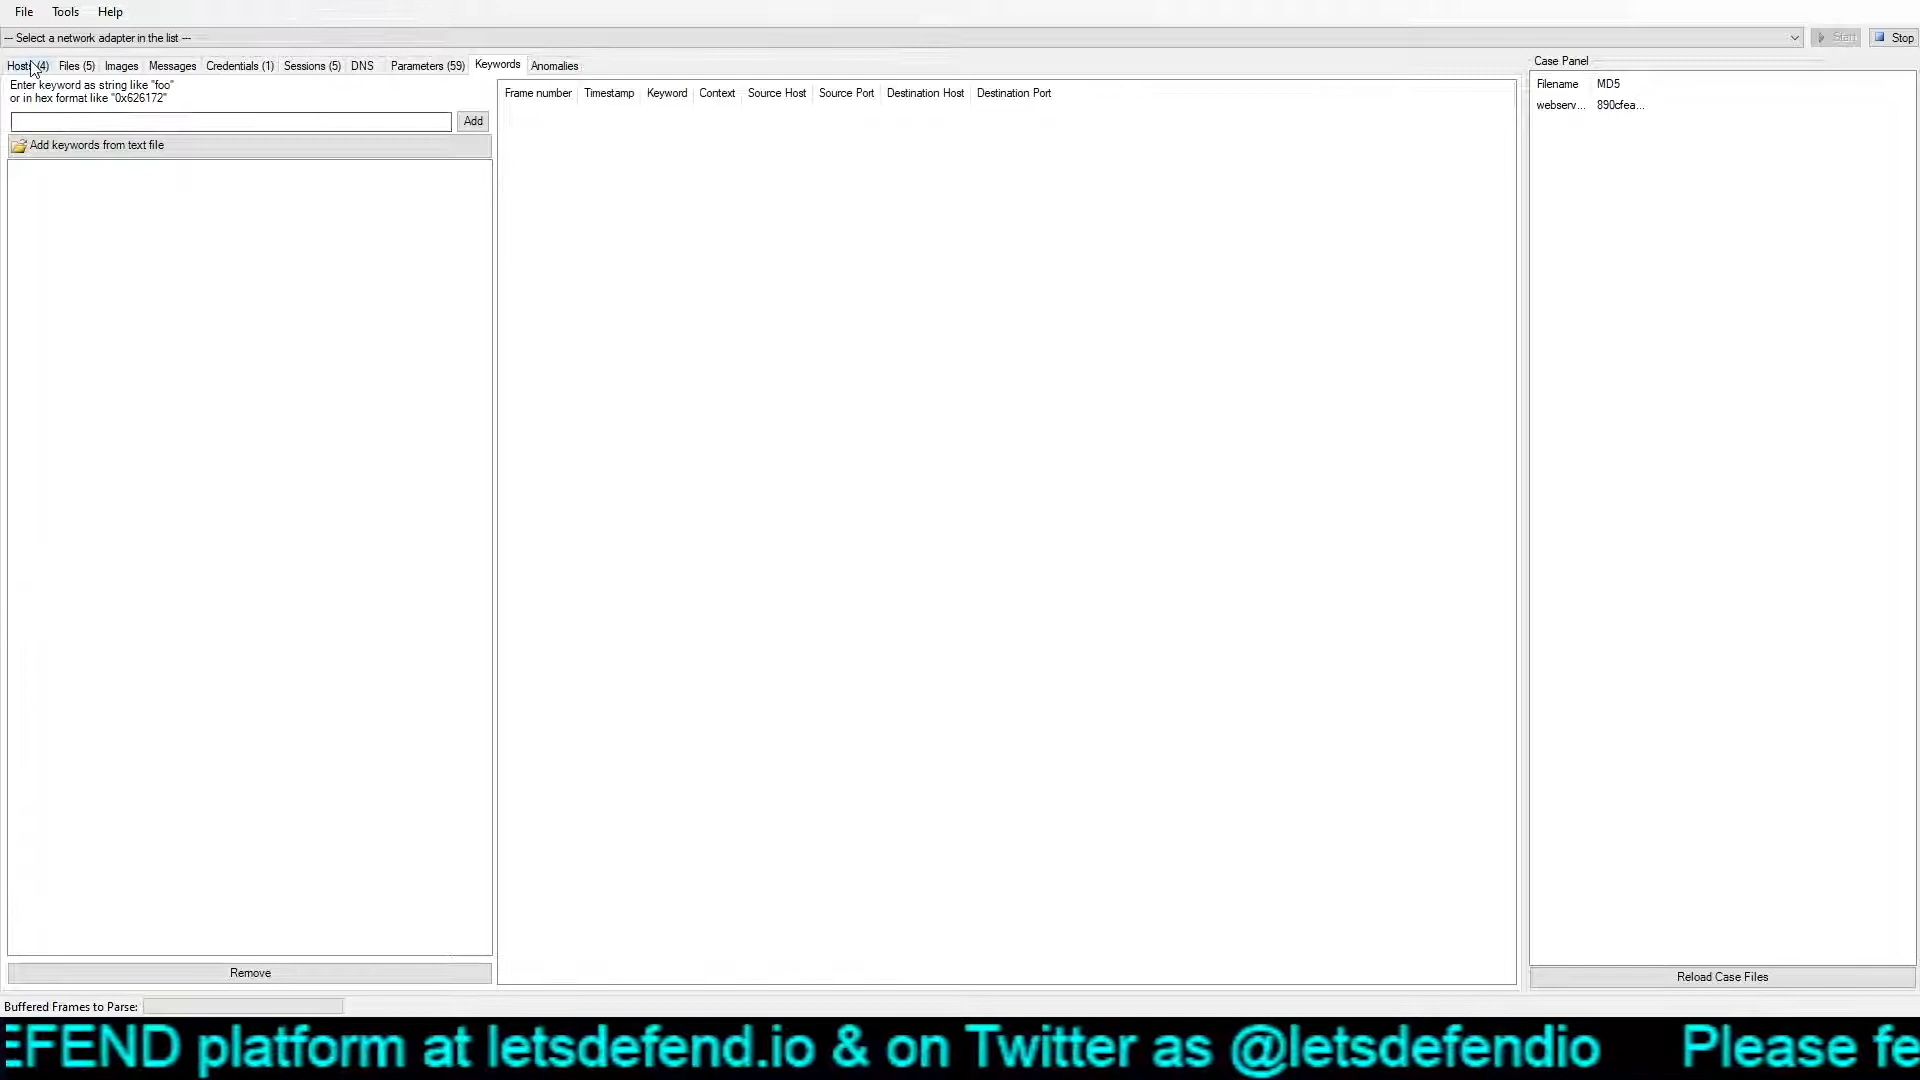 File Tools Help
--- Select a network adapter in the list ---
Start Stop
Hosts (4) Files (5) Images Messages Credentials (1) Sessions (5) DNS Parameters (59) Keywords Anomalies
Case Panel
Enter keyword as string like "foo"
or in hex format like "0x626172"
Add
Add keywords from text file
Frame number Timestamp Keyword Context Source Host Source Port Destination Host Destination Port
Filename MD5
webserv... 890cfea...
Remove
Reload Case Files
Buffered Frames to Parse:
EFEND platform at letsdefend.io & on Twitter as @letsdefendio Please fe